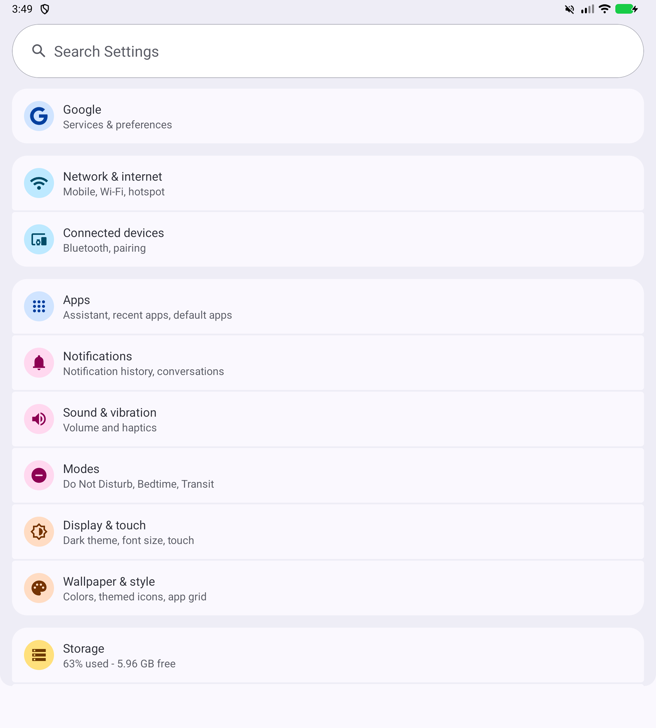 3:49
Search Settings
Google
Services & preferences
Network & internet
Mobile, Wi-Fi, hotspot
Connected devices
Bluetooth, pairing
Apps
Assistant, recent apps, default apps
Notifications
Notification history, conversations
Sound & vibration
Volume and haptics
Modes
Do Not Disturb, Bedtime, Transit
Display & touch
Dark theme, font size, touch
Wallpaper & style
Colors, themed icons, app grid
Storage
63% used - 5.96 GB free